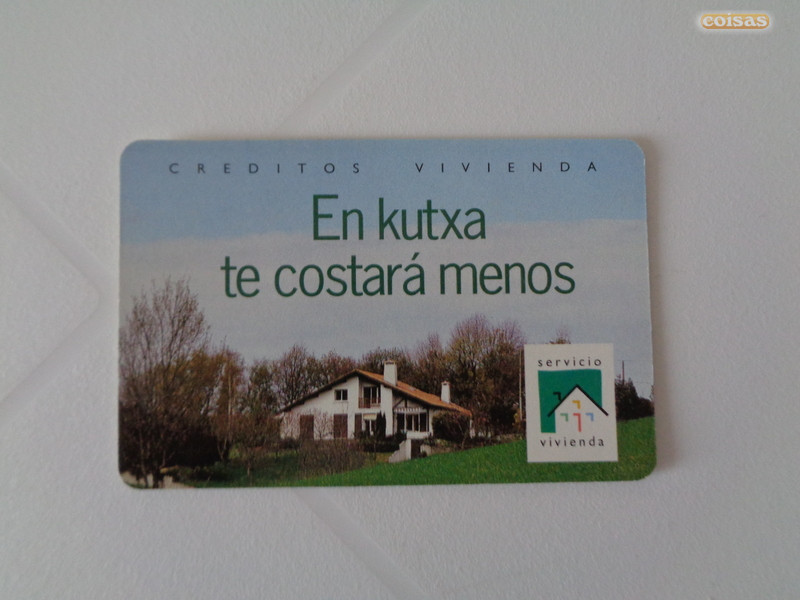 coisas
CREDITOS VIVIENDA
En kutxa
te costará menos
servicio
vivienda